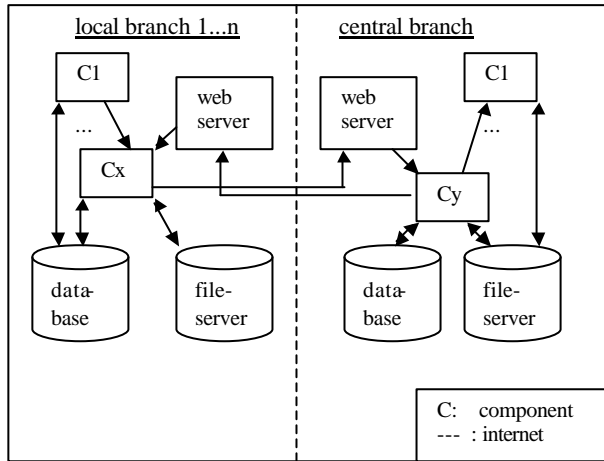 local branch 1...n
central branch
C1
...
web
server
Cx
data-
base
file-
server
web
server
C1
...
Cy
data-
base
file-
server
C: component
--- : internet